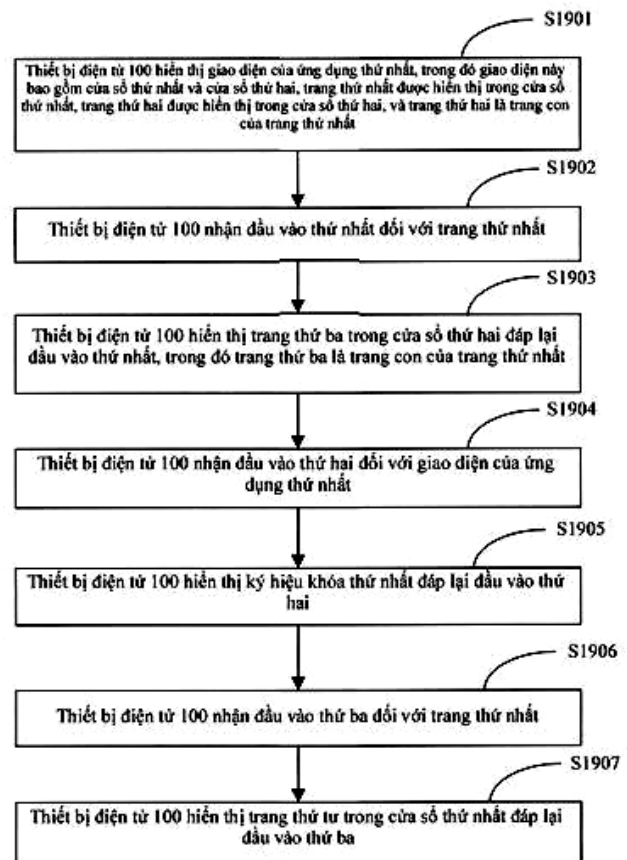 S1901
Thiết bị điện tử 100 hiển thị giao diện của ứng dụng thứ nhất, trong đó giao diện này
bao gồm cửa sổ thứ nhất và cửa sổ thứ hai, trang thứ nhất được hiển thị trong cửa sổ
thứ nhất, trang thứ hai được hiển thị trong cửa sổ thứ hai, và trang thứ hai là trang con
của trang thứ nhất
S1902
Thiết bị điện tử 100 nhận đầu vào thứ nhất đối với trang thứ nhất
S1903
Thiết bị điện tử 100 hiển thị trang thứ ba trong cửa sổ thứ hai đáp lại
đầu vào thứ nhất, trong đó trang thứ ba là trang con của trang thứ nhất
S1904
Thiết bị điện tử 100 nhận đầu vào thứ hai đối với giao diện của ứng
dụng thứ nhất
S1905
Thiết bị điện tử 100 hiển thị ký hiệu khóa thứ nhất đáp lại đầu vào thứ
hai
S1906
Thiết bị điện tử 100 nhận đầu vào thứ ba đối với trang thứ nhất
S1907
Thiết bị điện tử 100 hiển thị trang thứ tư trong cửa sổ thứ nhất đáp lại
đầu vào thứ ba